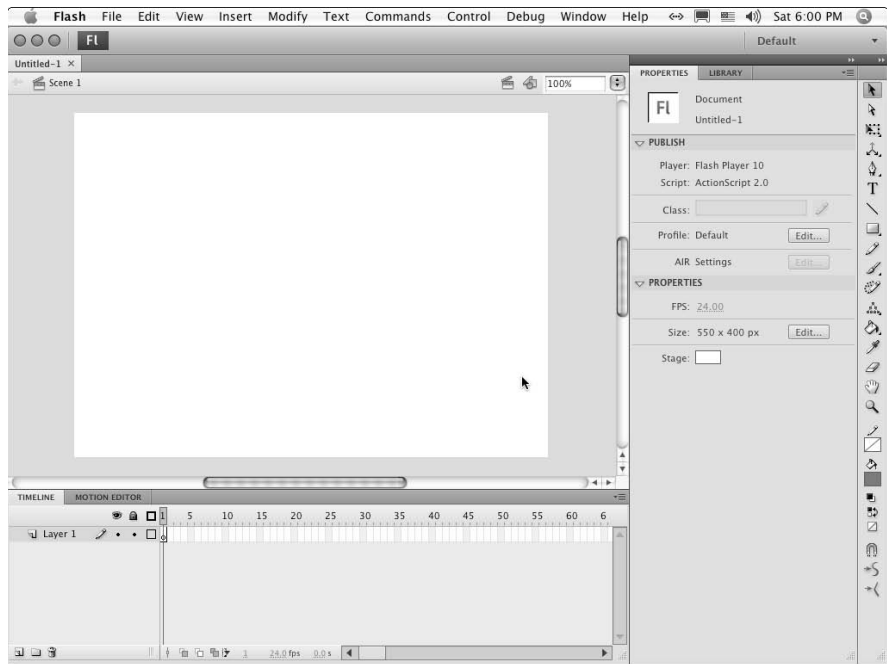 Flash File Edit View Insert Modify Text Commands Control Debug Window Help Sat 6:00 PM
Fl Default
Untitled-1 ×
Scene 1 100%
PROPERTIES LIBRARY
Fl
Document
Untitled-1
PUBLISH
Player: Flash Player 10
Script: ActionScript 2.0
Class:
Profile: Default Edit...
AIR Settings Edit...
PROPERTIES
FPS: 24.00
Size: 550 x 400 px Edit...
Stage:
T
TIMELINE MOTION EDITOR
1 5 10 15 20 25 30 35 40 45 50 55 60 6
Layer 1
1 24.0 fps 0.0 s